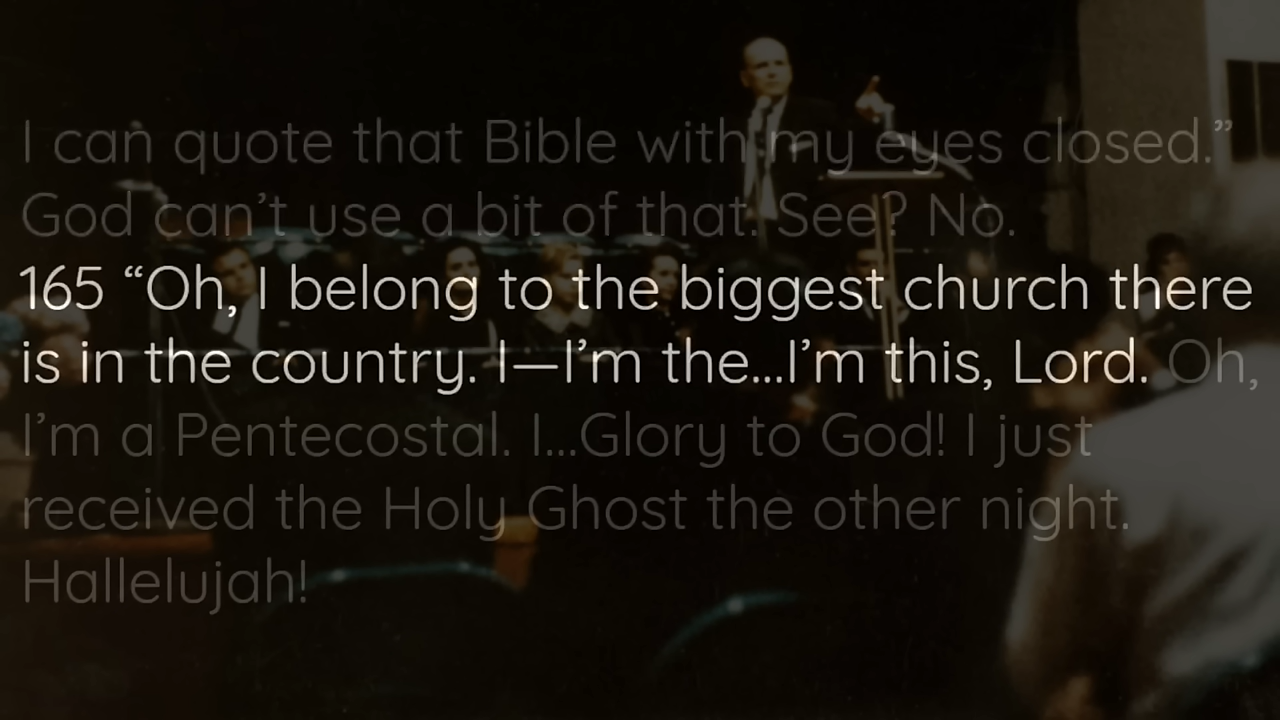 I can quote that Bible with my eyes closed.”
God can’t use a bit of that. See? No.
165 “Oh, I belong to the biggest church there
is in the country. I—I’m the...I’m this, Lord. Oh,
I’m a Pentecostal. I...Glory to God! I just
received the Holy Ghost the other night.
Hallelujah!